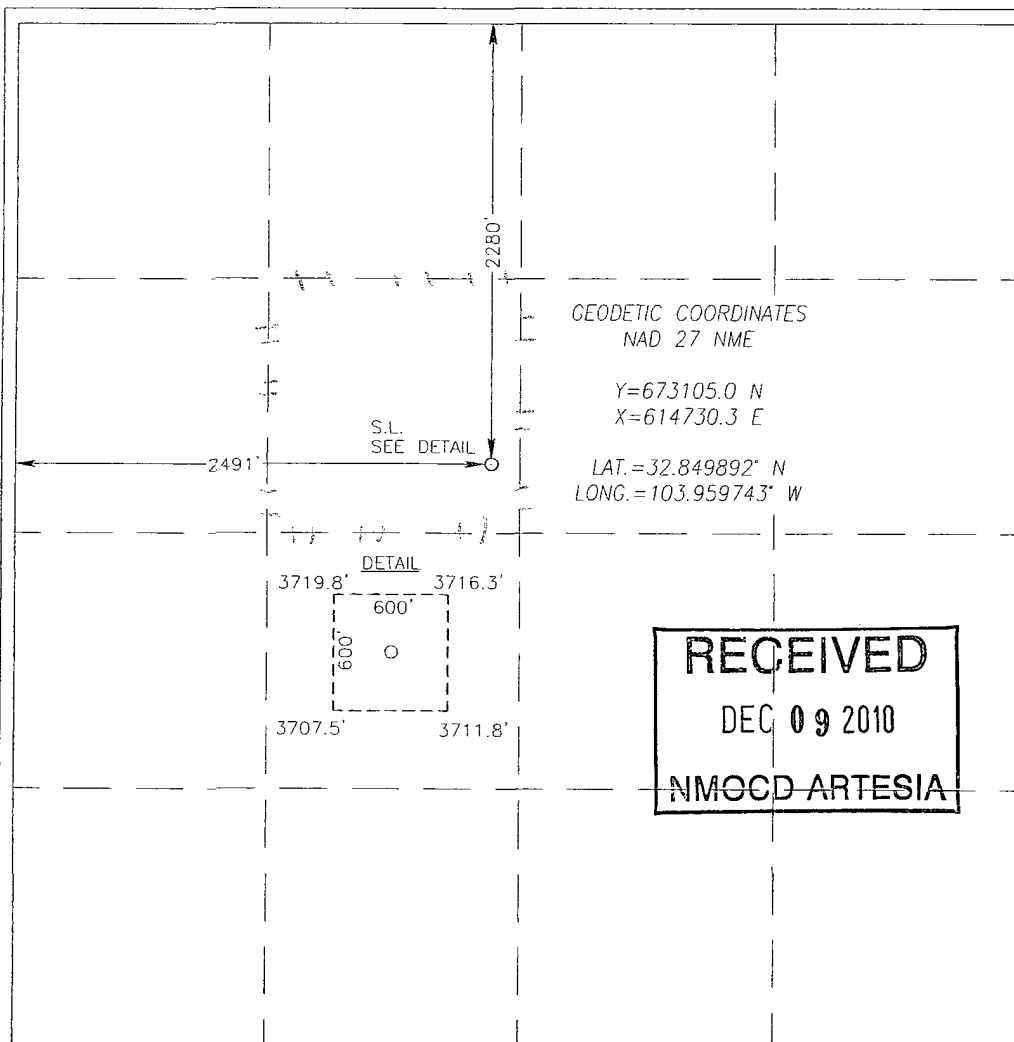 2280'
GEODETIC COORDINATES
NAD 27 NME
Y=673105.0 N
X=614730.3 E
S.L.
SEE DETAIL
2491'
LAT.=32.849892° N
LONG.=103.959743° W
DETAIL
3719.8' 3716.3'
600'
600'
3707.5' 3711.8'
RECEIVED
DEC 09 2010
NMOCD ARTESIA